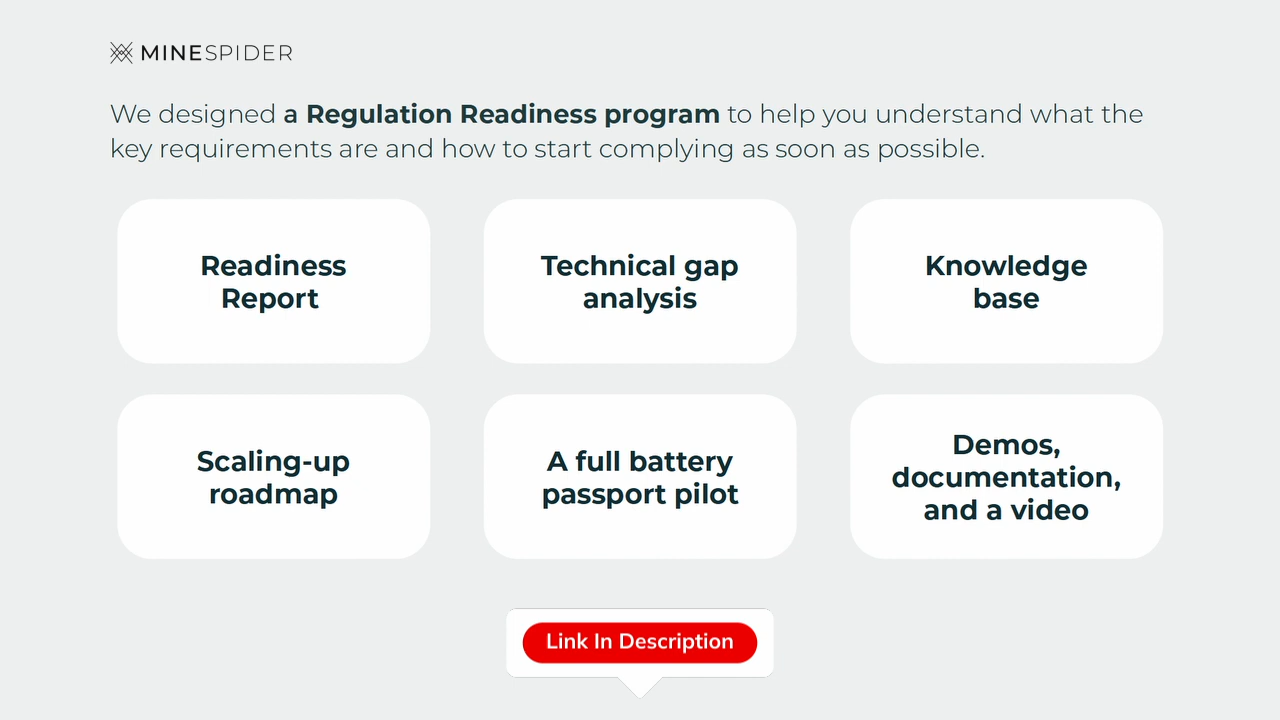 MINESPIDER
We designed a Regulation Readiness program to help you understand what the
key requirements are and how to start complying as soon as possible.
Readiness
Report
Technical gap
analysis
Knowledge
base
Scaling-up
roadmap
A full battery
passport pilot
Demos,
documentation,
and a video
Link In Description